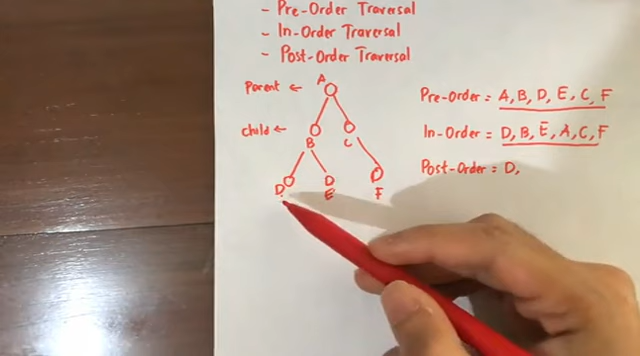 - Pre-Order Traversal
- In-Order Traversal
- Post-Order Traversal
A
Parent ←
child ←
B
C
D
E
F
Pre-Order = A, B, D, E, C, F
In-Order = D, B, E, A, C, F
Post-Order = D,